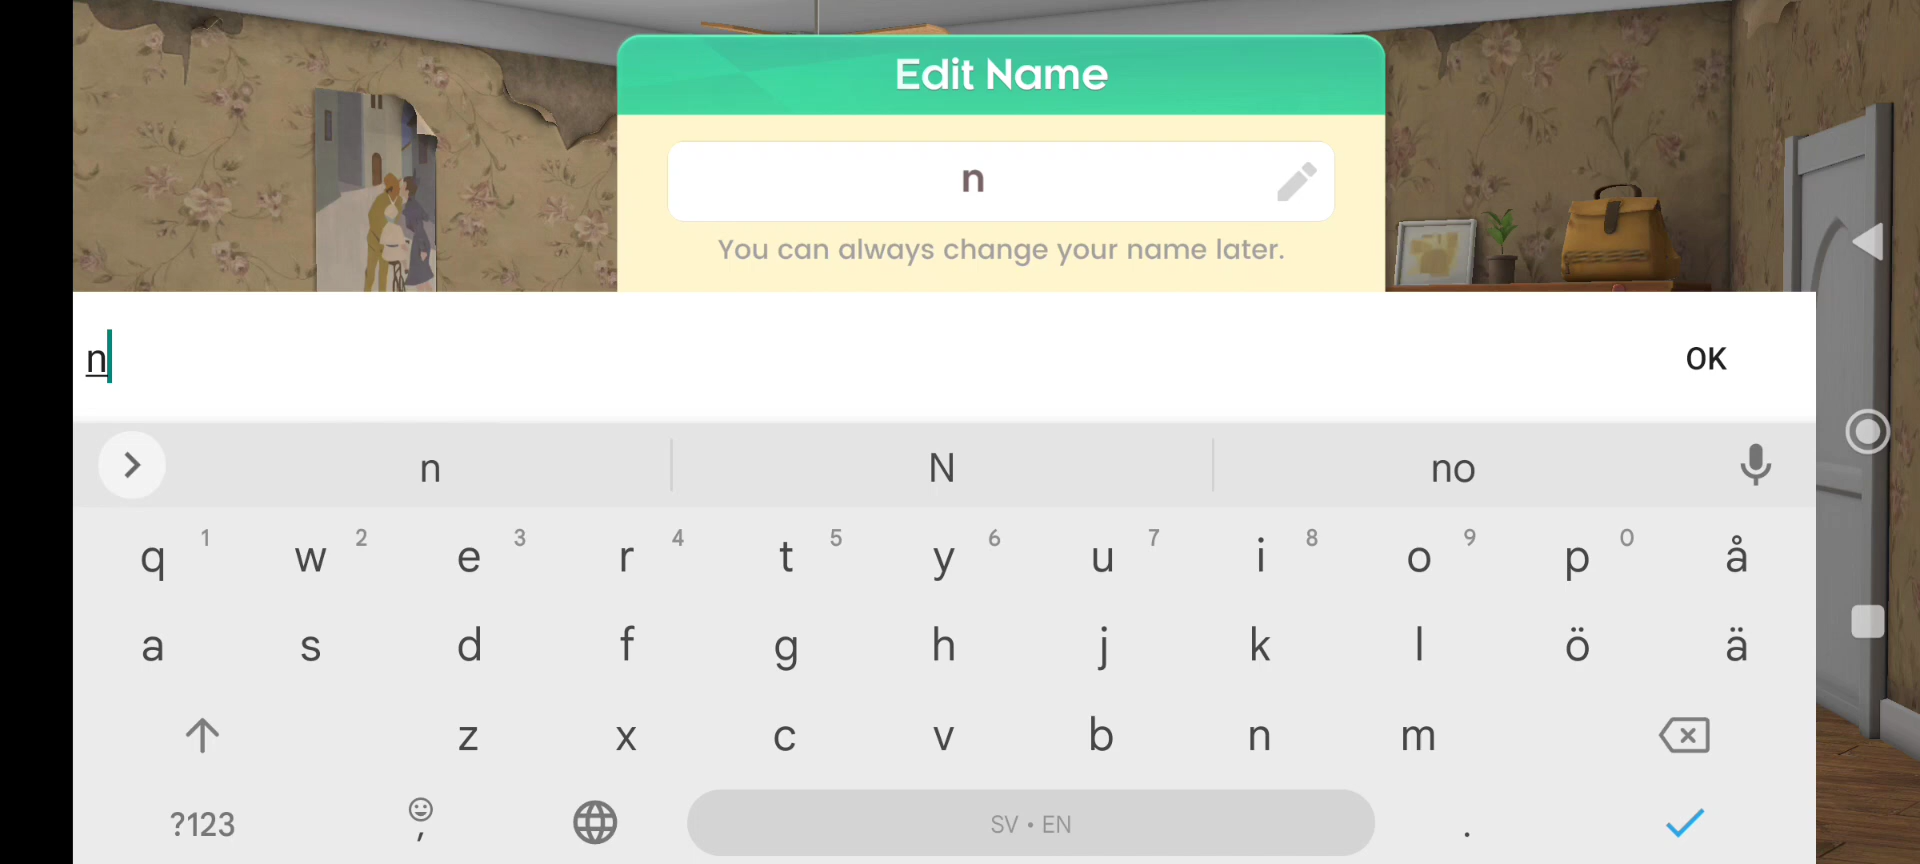 Edit Name
n
You can always change your name later.
n OK
n N no
q 1 w 2 e 3 r 4 t 5 y 6 u 7 i 8 o 9 p 0 å
a s d f g h j k l ö ä
z x c v b n m
?123 , SV • EN .